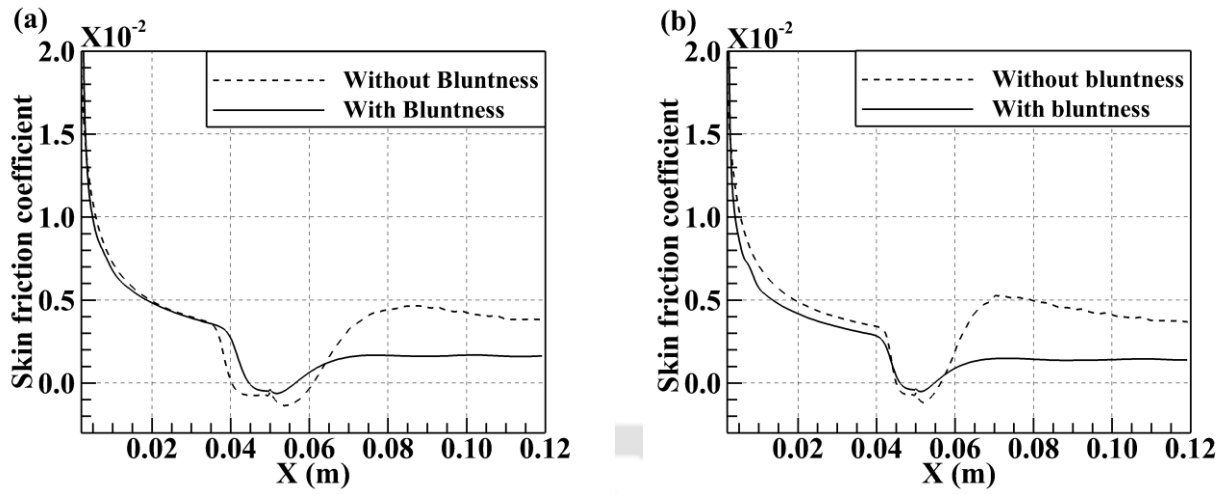 (a)
X10⁻²
2.0
1.5
1.0
0.5
0.0
Skin friction coefficient
Without Bluntness
With Bluntness
0.02 0.04 0.06 0.08 0.10 0.12
X (m)
(b)
X10⁻²
2.0
1.5
1.0
0.5
0.0
Skin friction coefficient
Without bluntness
With bluntness
0.02 0.04 0.06 0.08 0.10 0.12
X (m)